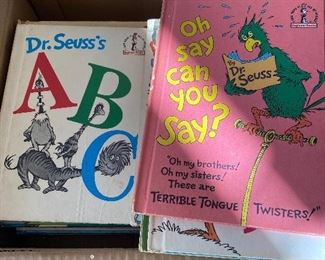 Dr. Seuss's
A
B
C
Oh
say
can you
Say?
by
Dr. Seuss
"Oh my brothers!
Oh my sisters!
These are
TERRIBLE TONGUE
TWISTERS!"